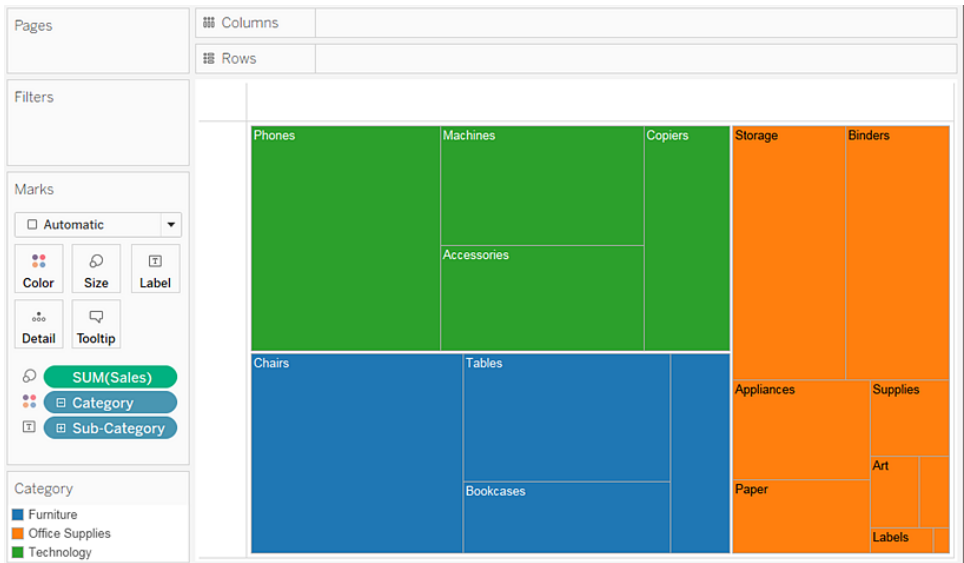 Pages
Columns
Rows
Filters
Marks
Automatic
Color Size Label
Detail Tooltip
SUM(Sales)
Category
Sub-Category
Category
Furniture
Office Supplies
Technology
Phones Machines Copiers Storage Binders
Accessories
Chairs Tables
Appliances Supplies
Art
Bookcases Paper
Labels